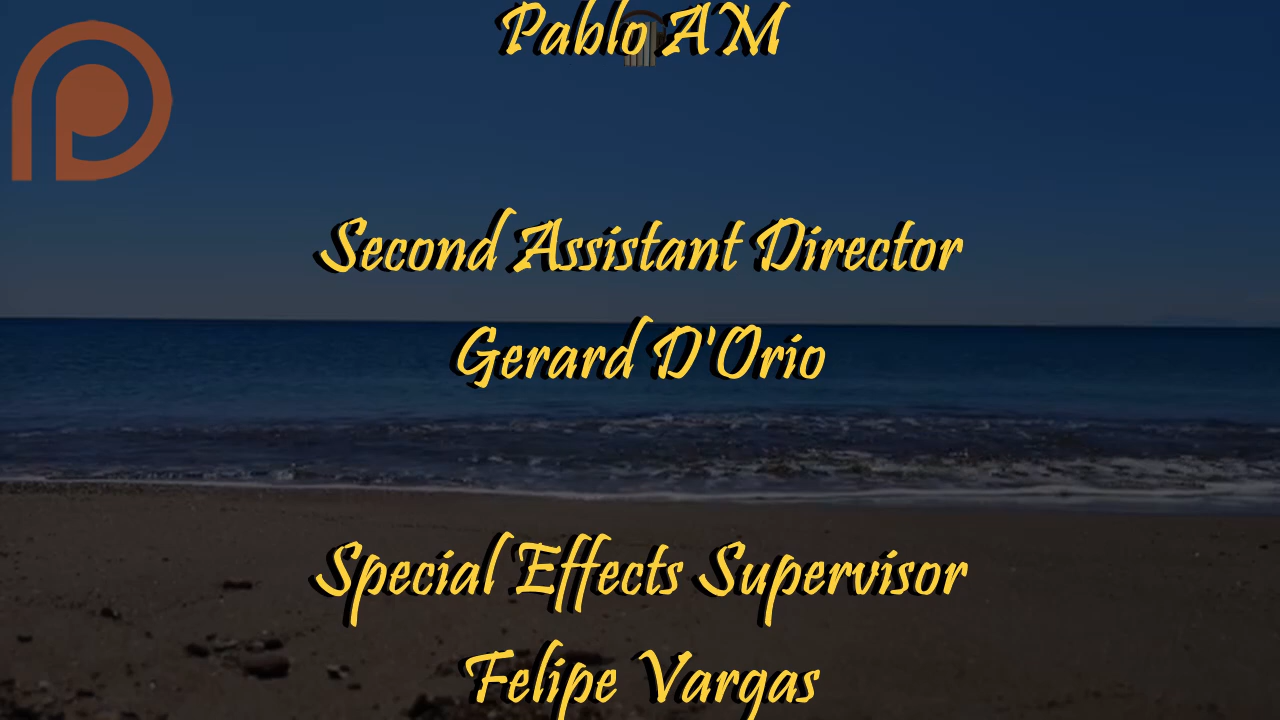 Pablo AM
Second Assistant Director
Gerard D'Orio
Special Effects Supervisor
Felipe Vargas